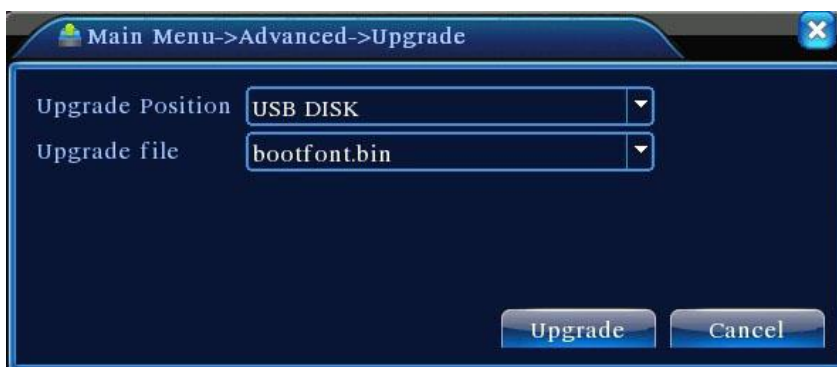 Main Menu->Advanced->Upgrade
Upgrade Position USB DISK
Upgrade file bootfont.bin
Upgrade Cancel